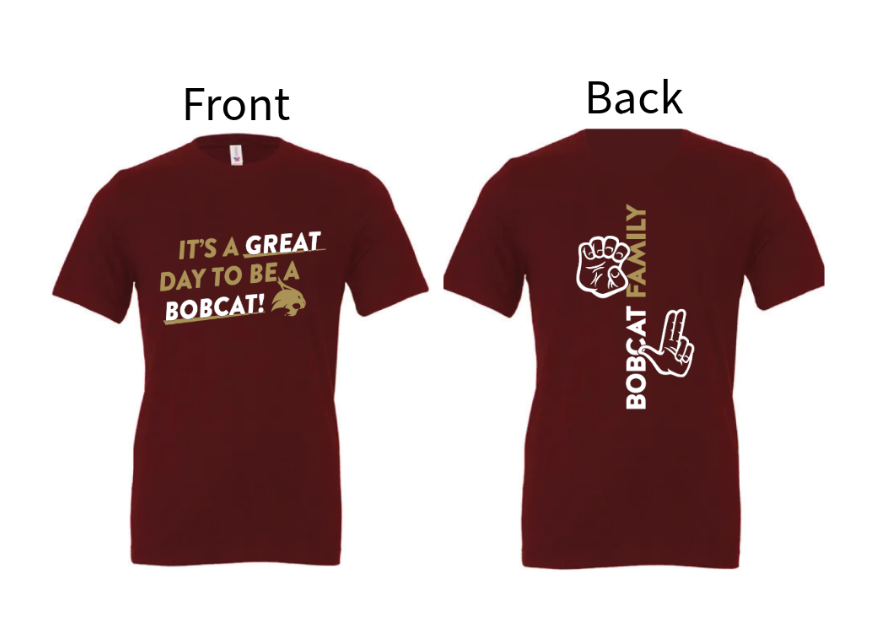 Front
Back
IT'S A GREAT
DAY TO BE A
BOBCAT!
BOBCAT FAMILY